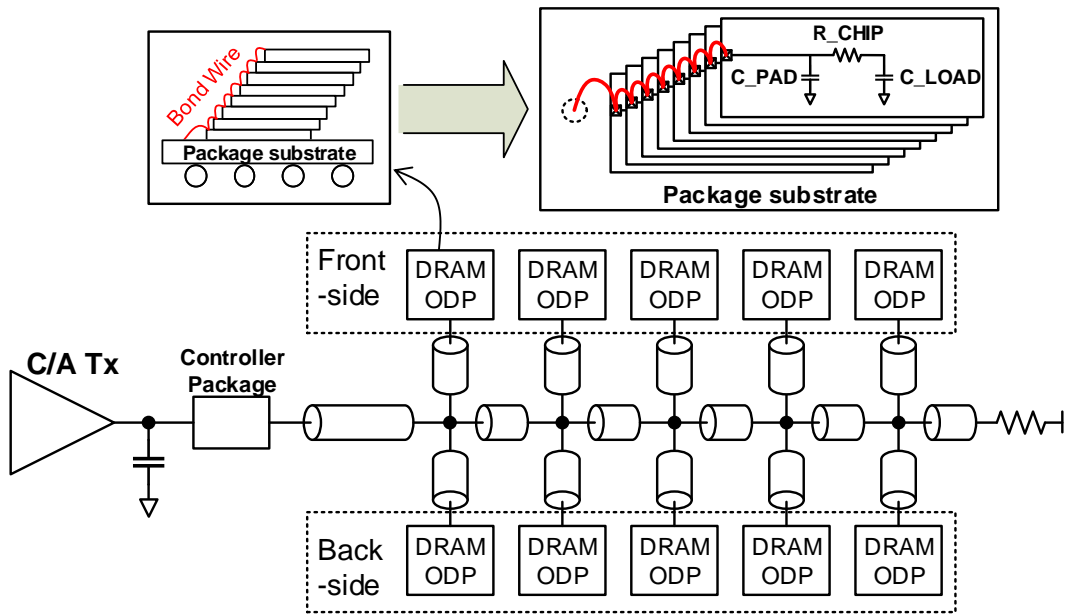 Bond Wire
Package substrate
R_CHIP
C_PAD
C_LOAD
Package substrate
Front
-side
DRAM
ODP
DRAM
ODP
DRAM
ODP
DRAM
ODP
DRAM
ODP
C/A Tx
Controller
Package
Back
-side
DRAM
ODP
DRAM
ODP
DRAM
ODP
DRAM
ODP
DRAM
ODP